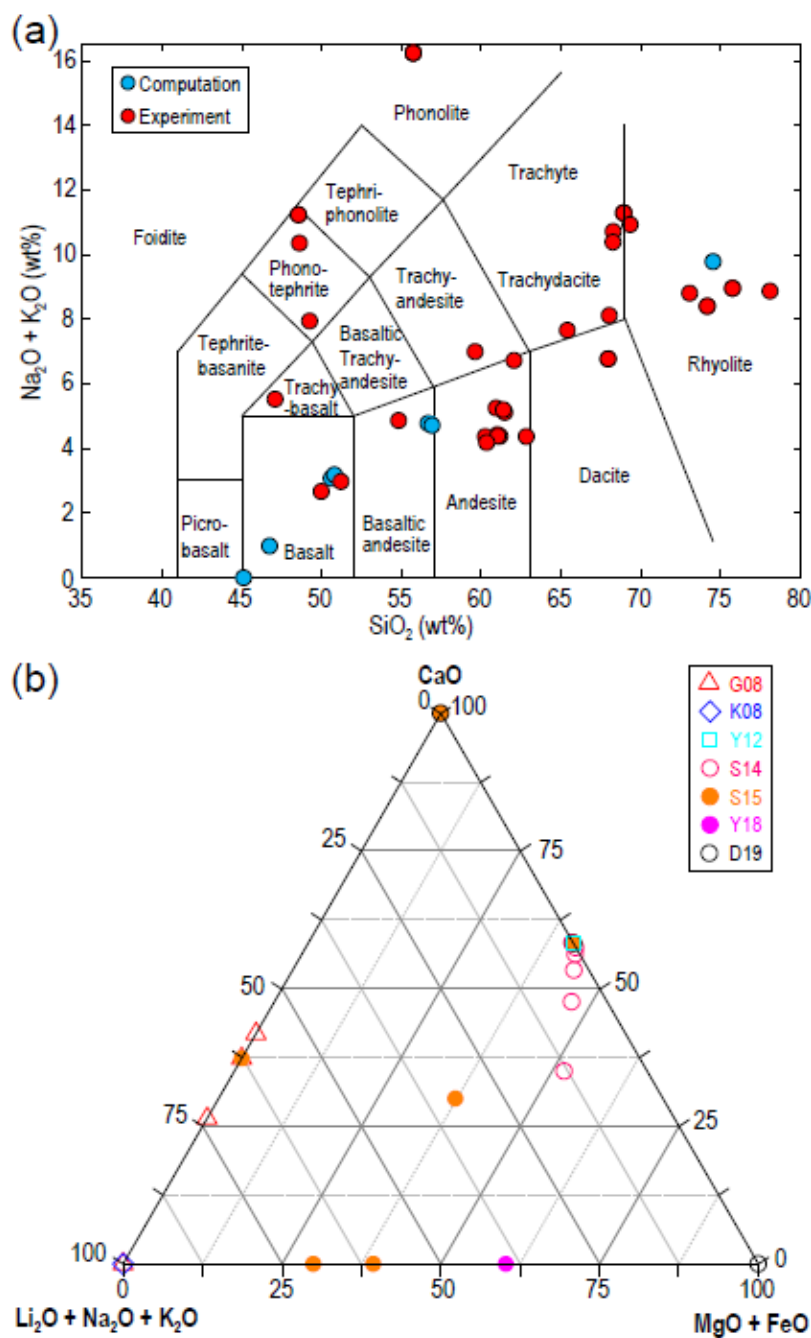 (a)
16
14
12
10
8
6
4
2
0
Na₂O + K₂O (wt%)
Computation
Experiment
Phonolite
Trachyte
Tephri-
phonolite
Foidite
Phono-
tephrite
Trachy-
andesite
Trachydacite
Tephrite-
basanite
Basaltic
Trachy-
andesite
Rhyolite
Trachy
-basalt
Andesite
Dacite
Picro-
basalt
Basalt
Basaltic
andesite
35 40 45 50 55 60 65 70 75 80
SiO₂ (wt%)
(b)
CaO
0 100
G08
K08
Y12
S14
S15
Y18
D19
25 75
50 50
75 25
100 0
0 25 50 75 100
Li₂O + Na₂O + K₂O MgO + FeO